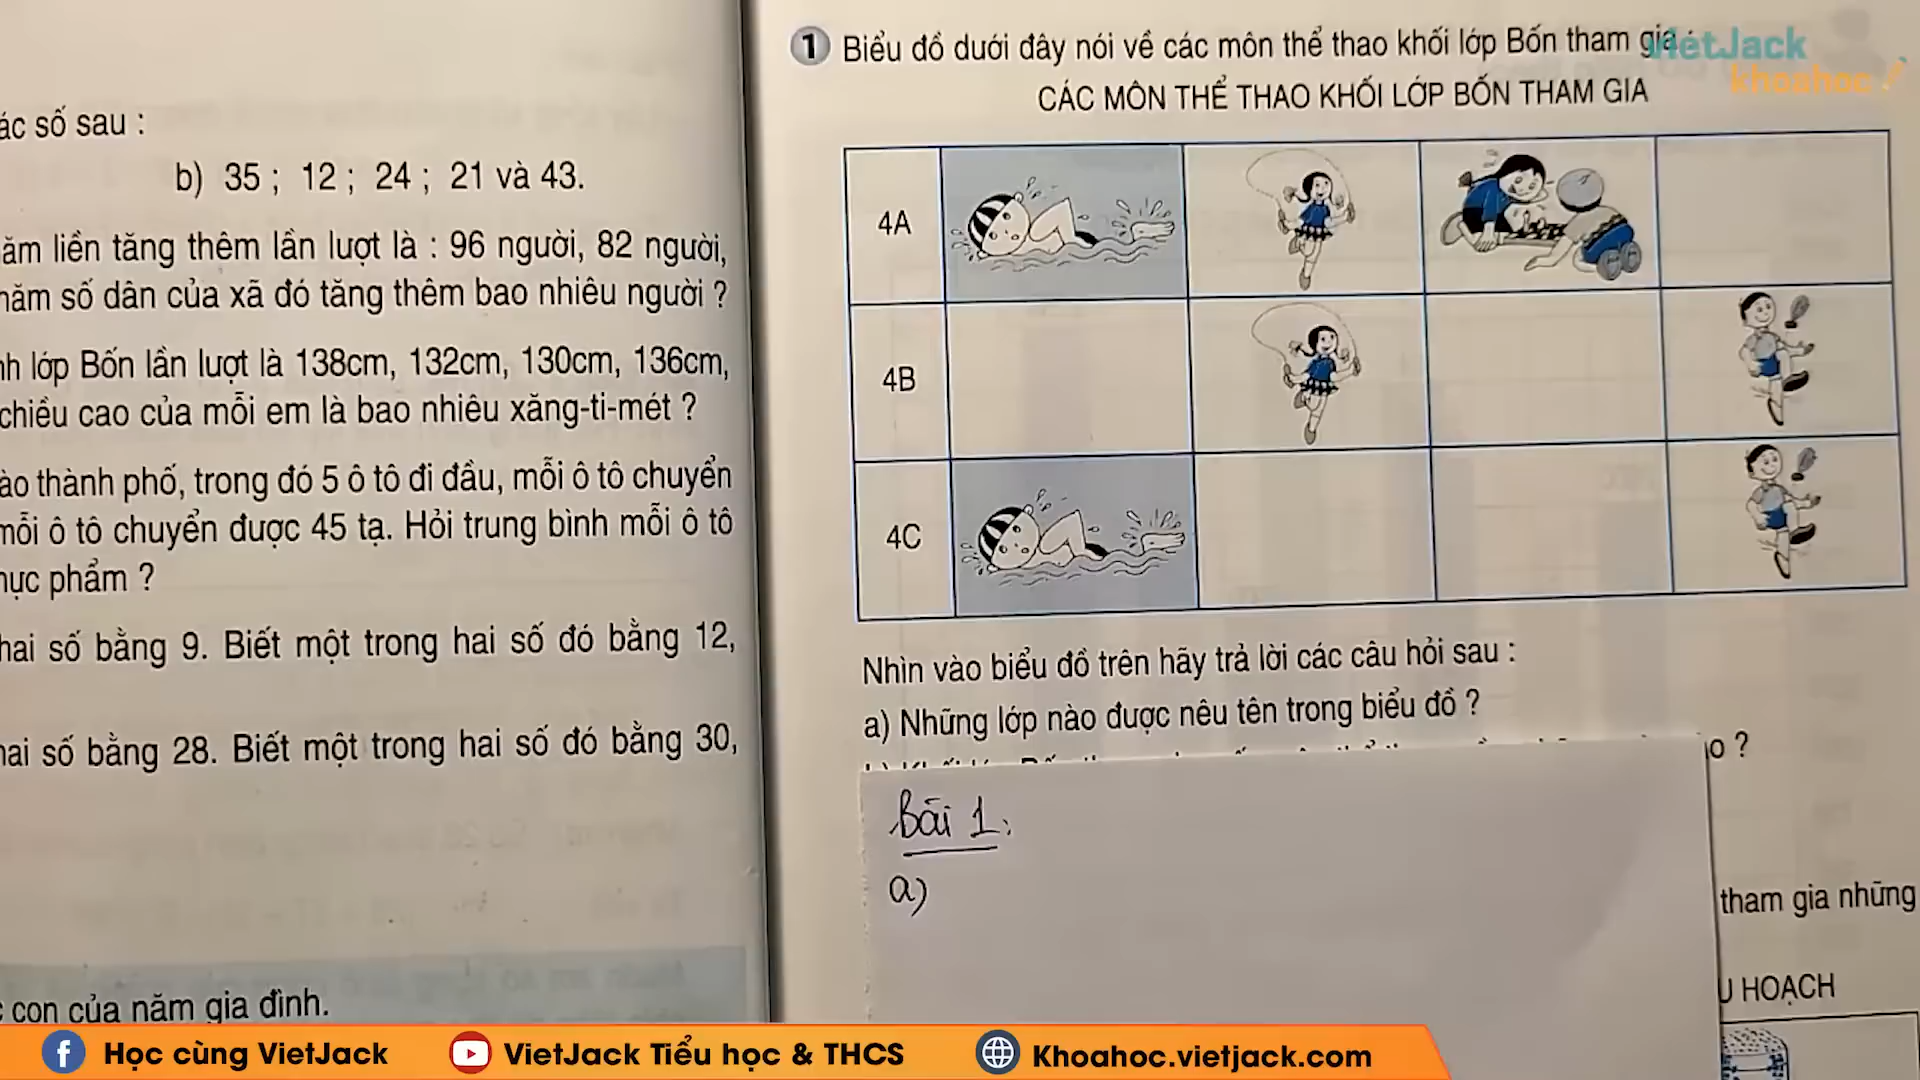 ác số sau :
b) 35 ; 12 ; 24 ; 21 và 43.
ăm liền tăng thêm lần lượt là : 96 người, 82 người,
năm số dân của xã đó tăng thêm bao nhiêu người ?
nh lớp Bốn lần lượt là 138cm, 132cm, 130cm, 136cm,
chiều cao của mỗi em là bao nhiêu xăng-ti-mét ?
ào thành phố, trong đó 5 ô tô đi đầu, mỗi ô tô chuyển
mỗi ô tô chuyển được 45 tạ. Hỏi trung bình mỗi ô tô
hực phẩm ?
hai số bằng 9. Biết một trong hai số đó bằng 12,
hai số bằng 28. Biết một trong hai số đó bằng 30,
con của năm gia đình.
1 Biểu đồ dưới đây nói về các môn thể thao khối lớp Bốn tham gia :
VietJack
khoahoc
CÁC MÔN THỂ THAO KHỐI LỚP BỐN THAM GIA
4A
4B
4C
Nhìn vào biểu đồ trên hãy trả lời các câu hỏi sau :
a) Những lớp nào được nêu tên trong biểu đồ ?
o ?
Bài 1:
a)
tham gia những
U HOẠCH
Học cùng VietJack
VietJack Tiểu học & THCS
Khoahoc.vietjack.com